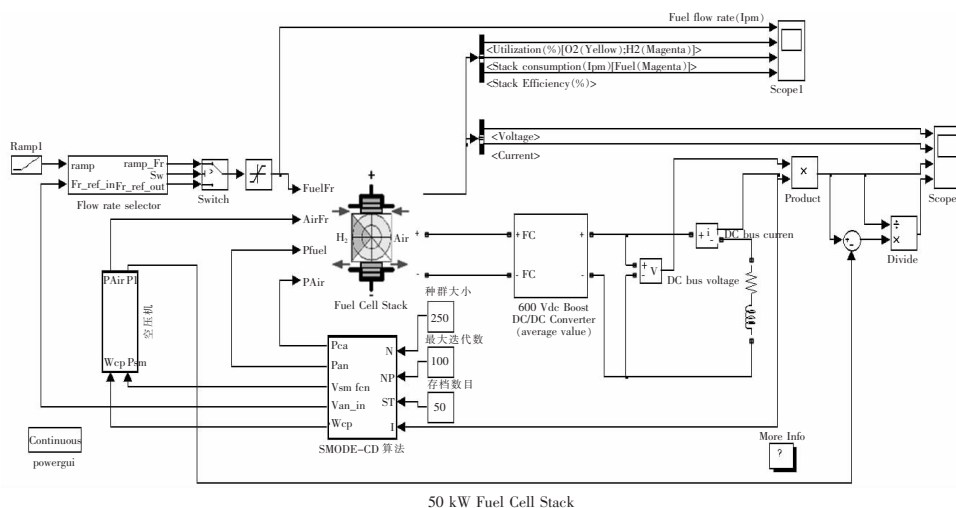 Fuel flow rate(Ipm)
<Utilization(%)[O2(Yellow);H2(Magenta)]>
<Stack consumption(Ipm)[Fuel(Magenta)]>
<Stack Efficiency(%)>
Scope1
<Voltage>
<Current>
Scope
Ramp1
ramp
ramp_Fr
Sw
Fr_ref_in
Fr_ref_out
Flow rate selector
Switch
FuelFr
AirFr
Pfuel
PAir
+
H2
Air
+
-
-
Fuel Cell Stack
+ FC
+
- FC
-
600 Vdc Boost
DC/DC Converter
(average value)
+
-
V
DC bus voltage
+
i
-
DC bus curren
×
Product
+
-
÷
×
Divide
PAir P1
空压机
Wcp Psm
种群大小
250
最大迭代数
100
存档数目
50
Pca
N
Pan
NP
Vsm fcn
ST
Van_in
Wcp
I
SMODE-CD 算法
Continuous
powergui
More Info
?
50 kW Fuel Cell Stack